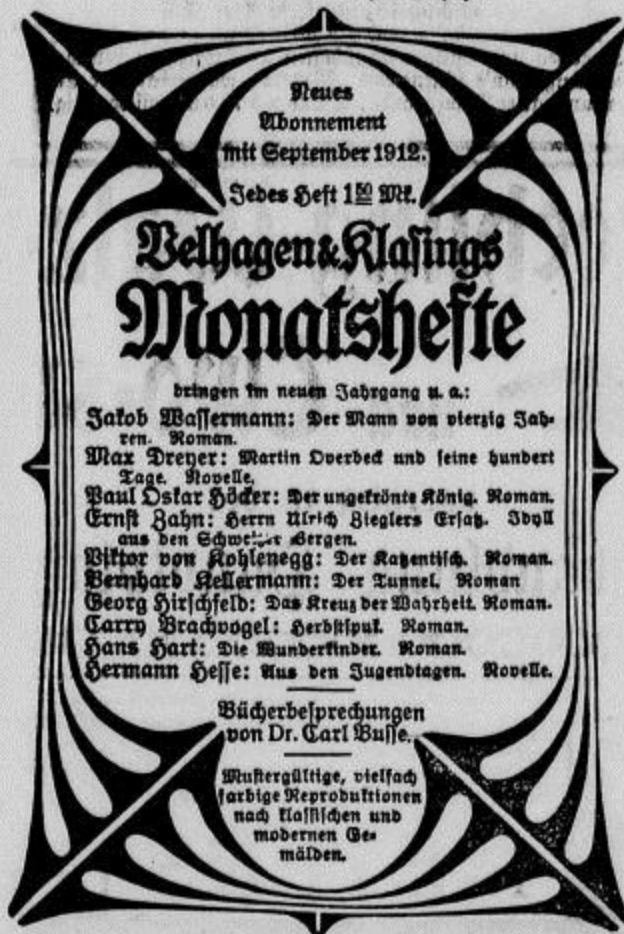 Neues
Abonnement
mit September 1912.
Jedes Heft 1 50 Mk.
Velhagen & Klasings
Monatshefte
bringen im neuen Jahrgang u. a.:
Jakob Wassermann: Der Mann von vierzig Jah-
ren. Roman.
Max Dreyer: Martin Overbeck und seine hundert
Tage. Novelle.
Paul Oskar Höcker: Der ungekrönte König. Roman.
Ernst Zahn: Herrn Ulrich Zieglers Ersatz. Idyll
aus den Schweizer Bergen.
Viktor von Kohlenegg: Der Katzentisch. Roman.
Bernhard Kellermann: Der Tunnel. Roman
Georg Hirschfeld: Das Kreuz der Wahrheit. Roman.
Carry Brachvogel: Herbstspuk. Roman.
Hans Hart: Die Wunderkinder. Roman.
Hermann Hesse: Aus den Jugendtagen. Novelle.
Bücherbesprechungen
von Dr. Carl Busse.
Mustergültige, vielfach
farbige Reproduktionen
nach klassischen und
modernen Ge-
mälden.